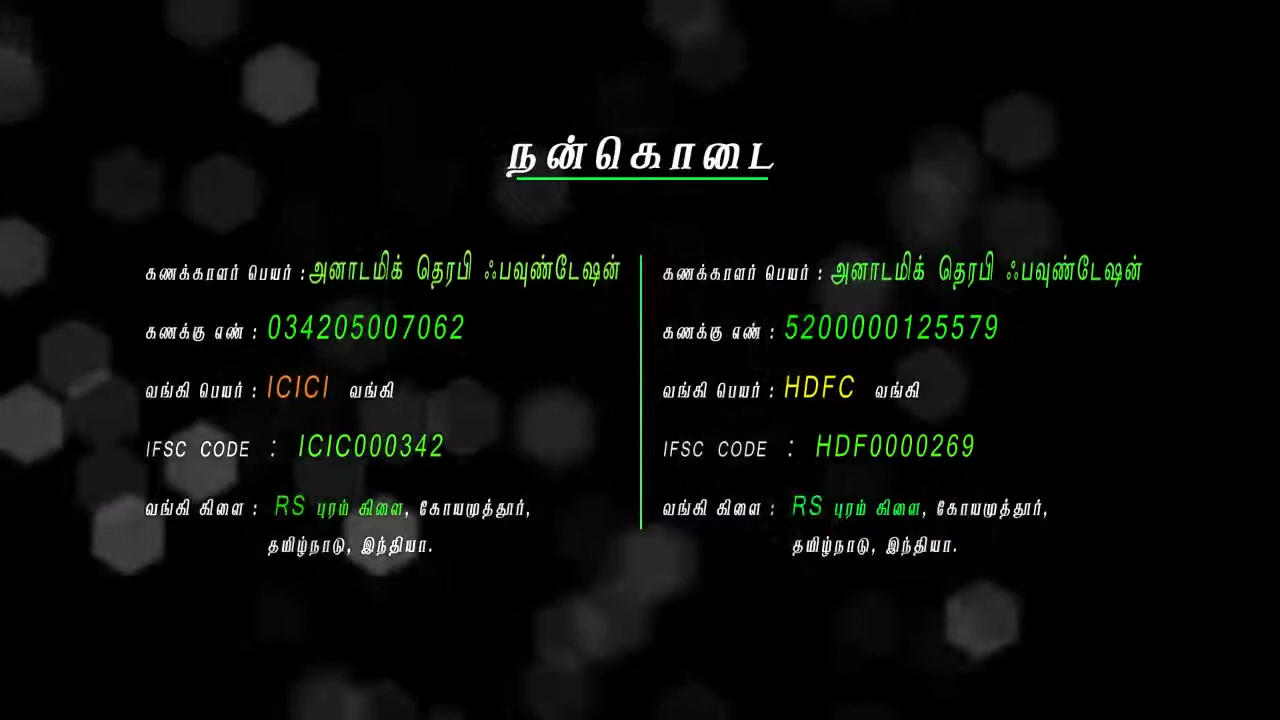 நன்கொடை
கணக்காளர் பெயர் : அனாடமிக் தெரபி ஃபவுண்டேஷன்
கணக்கு எண் : 034205007062
வங்கி பெயர் : ICICI வங்கி
IFSC CODE : ICIC000342
வங்கி கிளை : RS புரம் கிளை, கோயமுத்தூர்,
தமிழ்நாடு, இந்தியா.
கணக்காளர் பெயர் : அனாடமிக் தெரபி ஃபவுண்டேஷன்
கணக்கு எண் : 5200000125579
வங்கி பெயர் : HDFC வங்கி
IFSC CODE : HDF0000269
வங்கி கிளை : RS புரம் கிளை, கோயமுத்தூர்,
தமிழ்நாடு, இந்தியா.